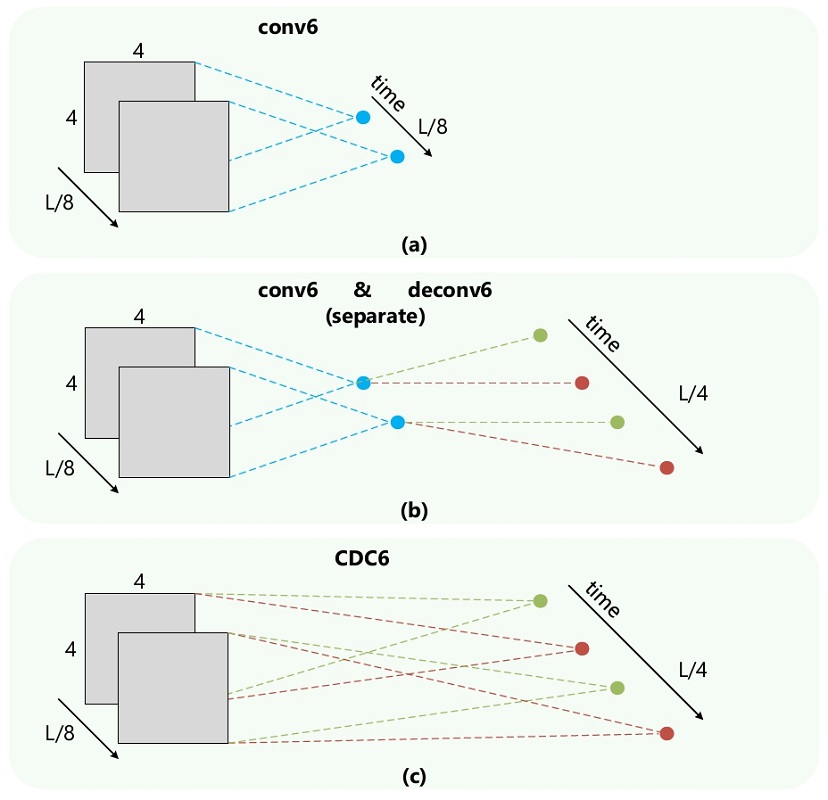 conv6
4
4
time
L/8
L/8
(a)
conv6 & deconv6
(separate)
4
4
time
L/4
L/8
(b)
CDC6
4
4
time
L/4
L/8
(c)